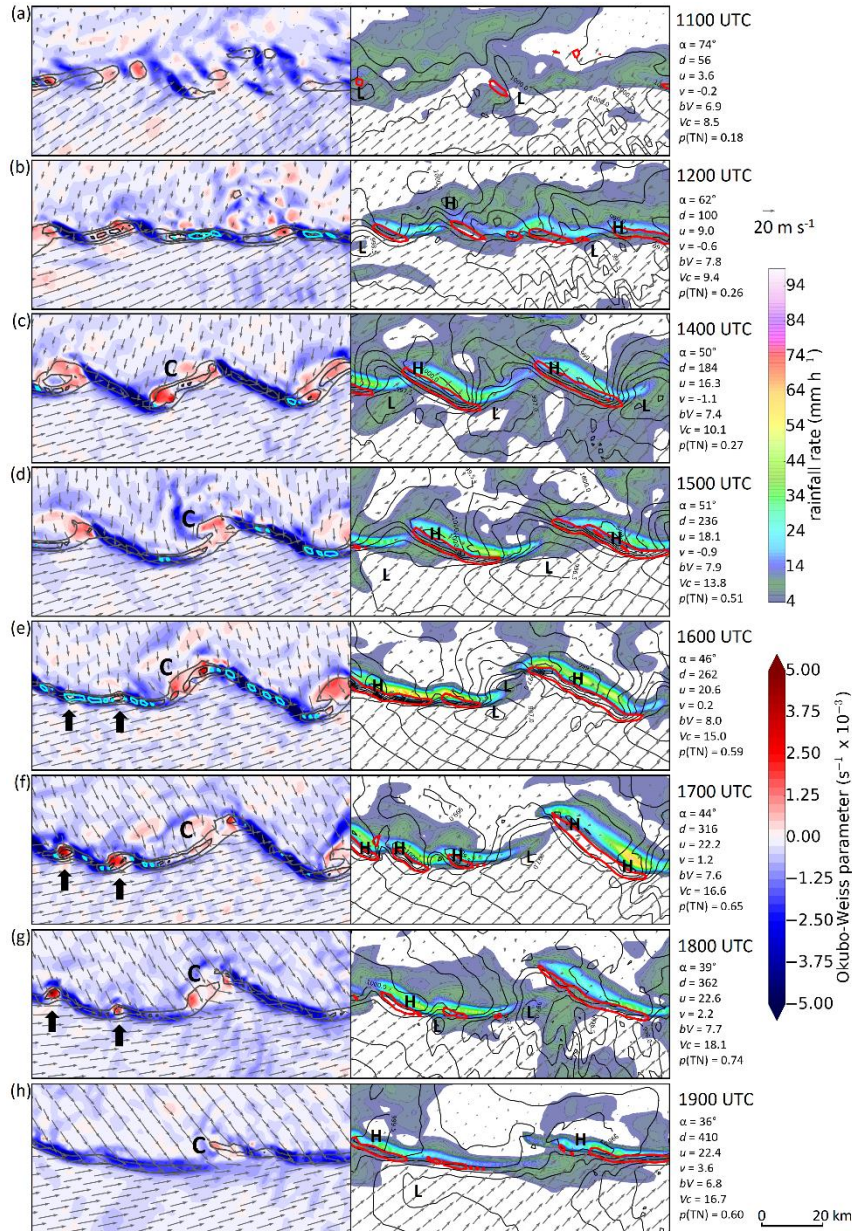 (a)
1000.0
1000.0
L
L
1100 UTC
α = 74°
d = 56
u = 3.6
v = -0.2
bV = 6.9
Vc = 8.5
p(TN) = 0.18
(b)
H
H
L
L
1200 UTC
α = 62°
d = 100
u = 9.0
v = -0.6
bV = 7.8
Vc = 9.4
p(TN) = 0.26
20 m s⁻¹
(c)
C
H
H
L
L
L
1400 UTC
α = 50°
d = 184
u = 16.3
v = -1.1
bV = 7.4
Vc = 10.1
p(TN) = 0.27
94
84
74
64
54
44
34
24
14
4
rainfall rate (mm h⁻¹)
(d)
C
H
H
L
L
1500 UTC
α = 51°
d = 236
u = 18.1
v = -0.9
bV = 7.9
Vc = 13.8
p(TN) = 0.51
(e)
C
H
H
L
L
1600 UTC
α = 46°
d = 262
u = 20.6
v = 0.2
bV = 8.0
Vc = 15.0
p(TN) = 0.59
5.00
3.75
2.50
1.25
0.00
−1.25
−2.50
−3.75
−5.00
Okubo-Weiss parameter (s⁻¹ x 10⁻³)
(f)
C
H
H
H
H
H
L
1700 UTC
α = 44°
d = 316
u = 22.2
v = 1.2
bV = 7.6
Vc = 16.6
p(TN) = 0.65
(g)
C
1000.0
H
L
L
1800 UTC
α = 39°
d = 362
u = 22.6
v = 2.2
bV = 7.7
Vc = 18.1
p(TN) = 0.74
(h)
C
H
H
L
1900 UTC
α = 36°
d = 410
u = 22.4
v = 3.6
bV = 6.8
Vc = 16.7
p(TN) = 0.60
0 20 km